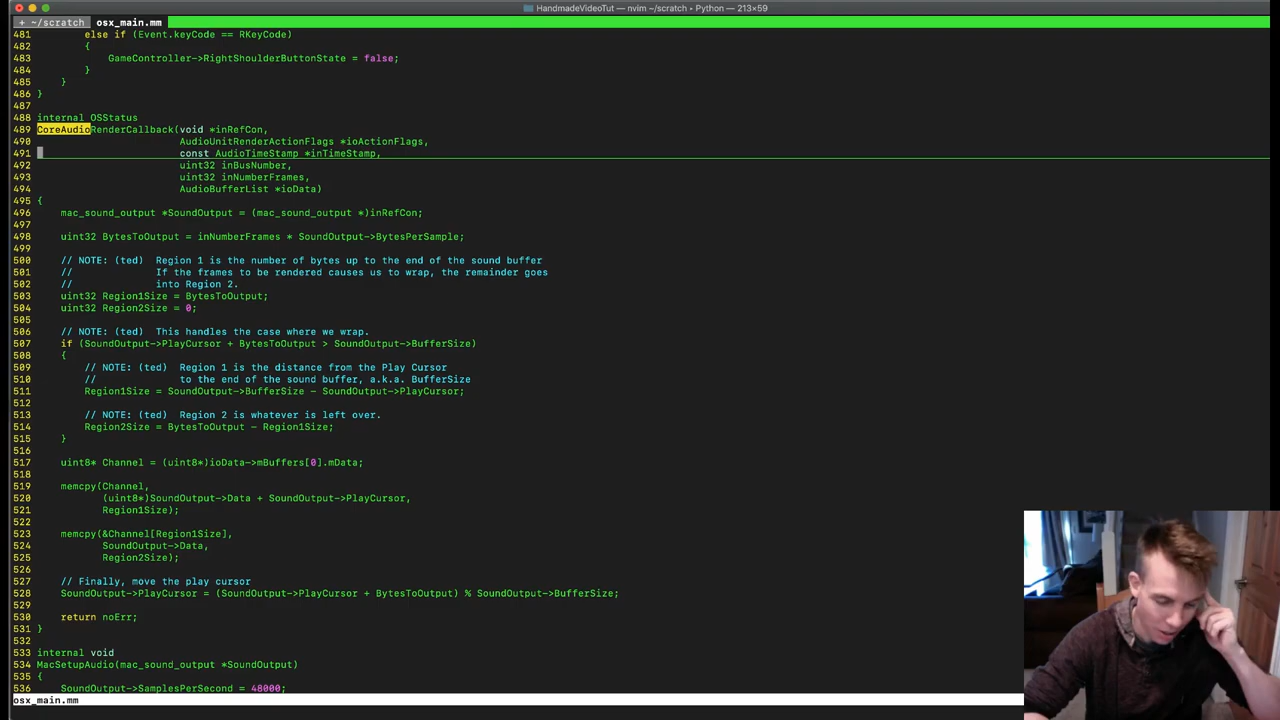 HandmadeVideoTut — nvim ~/scratch ▸ Python — 213×59
+ ~/scratch osx_main.mm
481 else if (Event.keyCode == RKeyCode)
482 {
483 GameController->RightShoulderButtonState = false;
484 }
485 }
486 }
487
488 internal OSStatus
489 CoreAudioRenderCallback(void *inRefCon,
490 AudioUnitRenderActionFlags *ioActionFlags,
491 const AudioTimeStamp *inTimeStamp,
492 uint32 inBusNumber,
493 uint32 inNumberFrames,
494 AudioBufferList *ioData)
495 {
496 mac_sound_output *SoundOutput = (mac_sound_output *)inRefCon;
497
498 uint32 BytesToOutput = inNumberFrames * SoundOutput->BytesPerSample;
499
500 // NOTE: (ted) Region 1 is the number of bytes up to the end of the sound buffer
501 // If the frames to be rendered causes us to wrap, the remainder goes
502 // into Region 2.
503 uint32 Region1Size = BytesToOutput;
504 uint32 Region2Size = 0;
505
506 // NOTE: (ted) This handles the case where we wrap.
507 if (SoundOutput->PlayCursor + BytesToOutput > SoundOutput->BufferSize)
508 {
509 // NOTE: (ted) Region 1 is the distance from the Play Cursor
510 // to the end of the sound buffer, a.k.a. BufferSize
511 Region1Size = SoundOutput->BufferSize - SoundOutput->PlayCursor;
512
513 // NOTE: (ted) Region 2 is whatever is left over.
514 Region2Size = BytesToOutput - Region1Size;
515 }
516
517 uint8* Channel = (uint8*)ioData->mBuffers[0].mData;
518
519 memcpy(Channel,
520 (uint8*)SoundOutput->Data + SoundOutput->PlayCursor,
521 Region1Size);
522
523 memcpy(&Channel[Region1Size],
524 SoundOutput->Data,
525 Region2Size);
526
527 // Finally, move the play cursor
528 SoundOutput->PlayCursor = (SoundOutput->PlayCursor + BytesToOutput) % SoundOutput->BufferSize;
529
530 return noErr;
531 }
532
533 internal void
534 MacSetupAudio(mac_sound_output *SoundOutput)
535 {
536 SoundOutput->SamplesPerSecond = 48000;
osx_main.mm